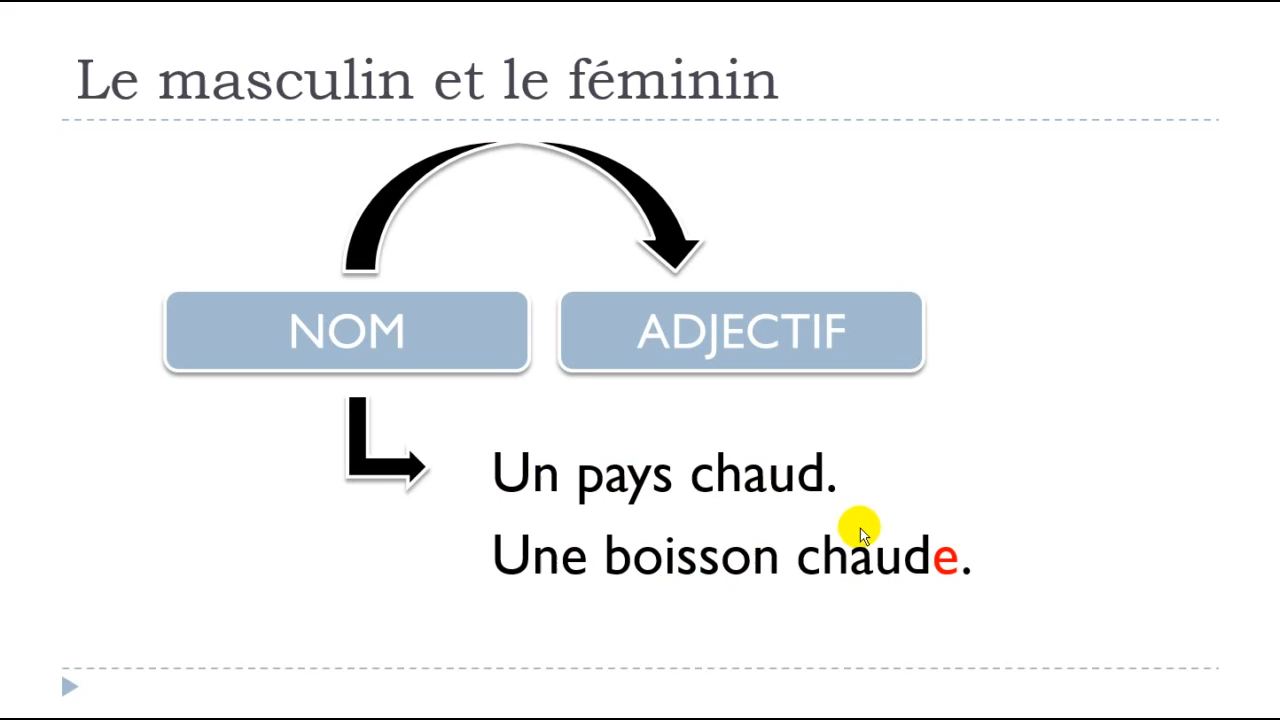 Le masculin et le féminin
NOM
ADJECTIF
Un pays chaud.
Une boisson chaude.